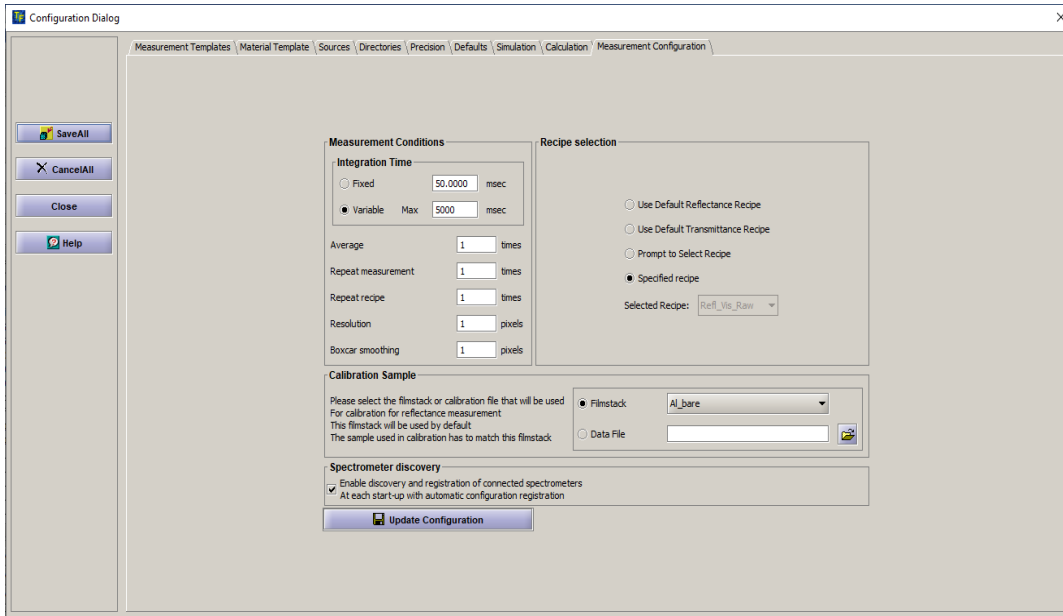 TF Configuration Dialog
Measurement Templates Material Template Sources Directories Precision Defaults Simulation Calculation Measurement Configuration
SaveAll
CancelAll
Close
Help
Measurement Conditions
Integration Time
Fixed 50.0000 msec
Variable Max 5000 msec
Average 1 times
Repeat measurement 1 times
Repeat recipe 1 times
Resolution 1 pixels
Boxcar smoothing 1 pixels
Recipe selection
Use Default Reflectance Recipe
Use Default Transmittance Recipe
Prompt to Select Recipe
Specified recipe
Selected Recipe: Refl_Vis_Raw
Calibration Sample
Please select the filmstack or calibration file that will be used
For calibration for reflectance measurement
This filmstack will be used by default
The sample used in calibration has to match this filmstack
Filmstack Al_bare
Data File
Spectrometer discovery
Enable discovery and registration of connected spectrometers
At each start-up with automatic configuration registration
Update Configuration